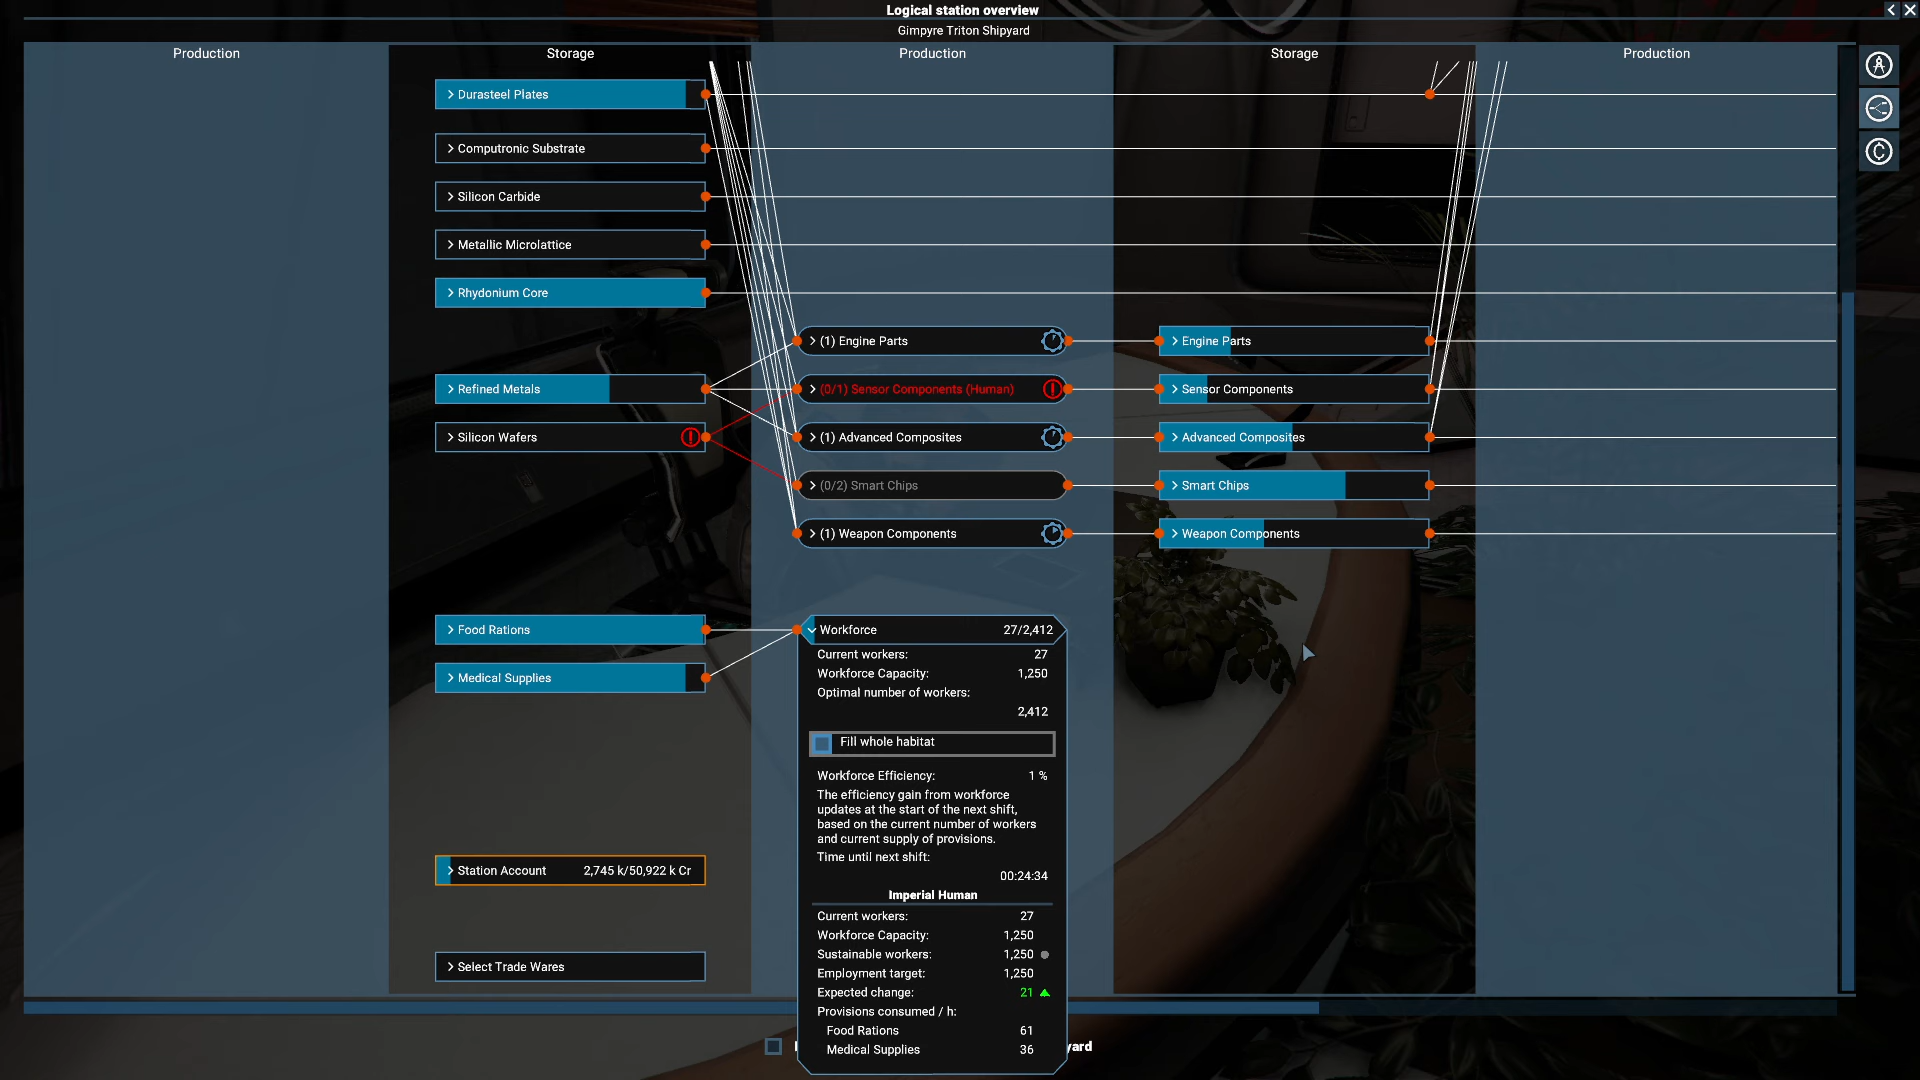 Logical station overview
Gimpyre Triton Shipyard
Production
Storage
Production
Storage
Production
Durasteel Plates
Computronic Substrate
Silicon Carbide
Metallic Microlattice
Rhydonium Core
(1) Engine Parts
Engine Parts
Refined Metals
(0/1) Sensor Components (Human)
Sensor Components
Silicon Wafers
(1) Advanced Composites
Advanced Composites
(0/2) Smart Chips
Smart Chips
(1) Weapon Components
Weapon Components
Food Rations
Medical Supplies
Workforce 27/2,412
Current workers: 27
Workforce Capacity: 1,250
Optimal number of workers:
2,412
Fill whole habitat
Workforce Efficiency: 1 %
The efficiency gain from workforce
updates at the start of the next shift,
based on the current number of workers
and current supply of provisions.
Time until next shift:
00:24:34
Imperial Human
Current workers: 27
Workforce Capacity: 1,250
Sustainable workers: 1,250
Employment target: 1,250
Expected change: 21
Provisions consumed / h:
Food Rations 61
Medical Supplies 36
Station Account 2,745 k/50,922 k Cr
Select Trade Wares
yard